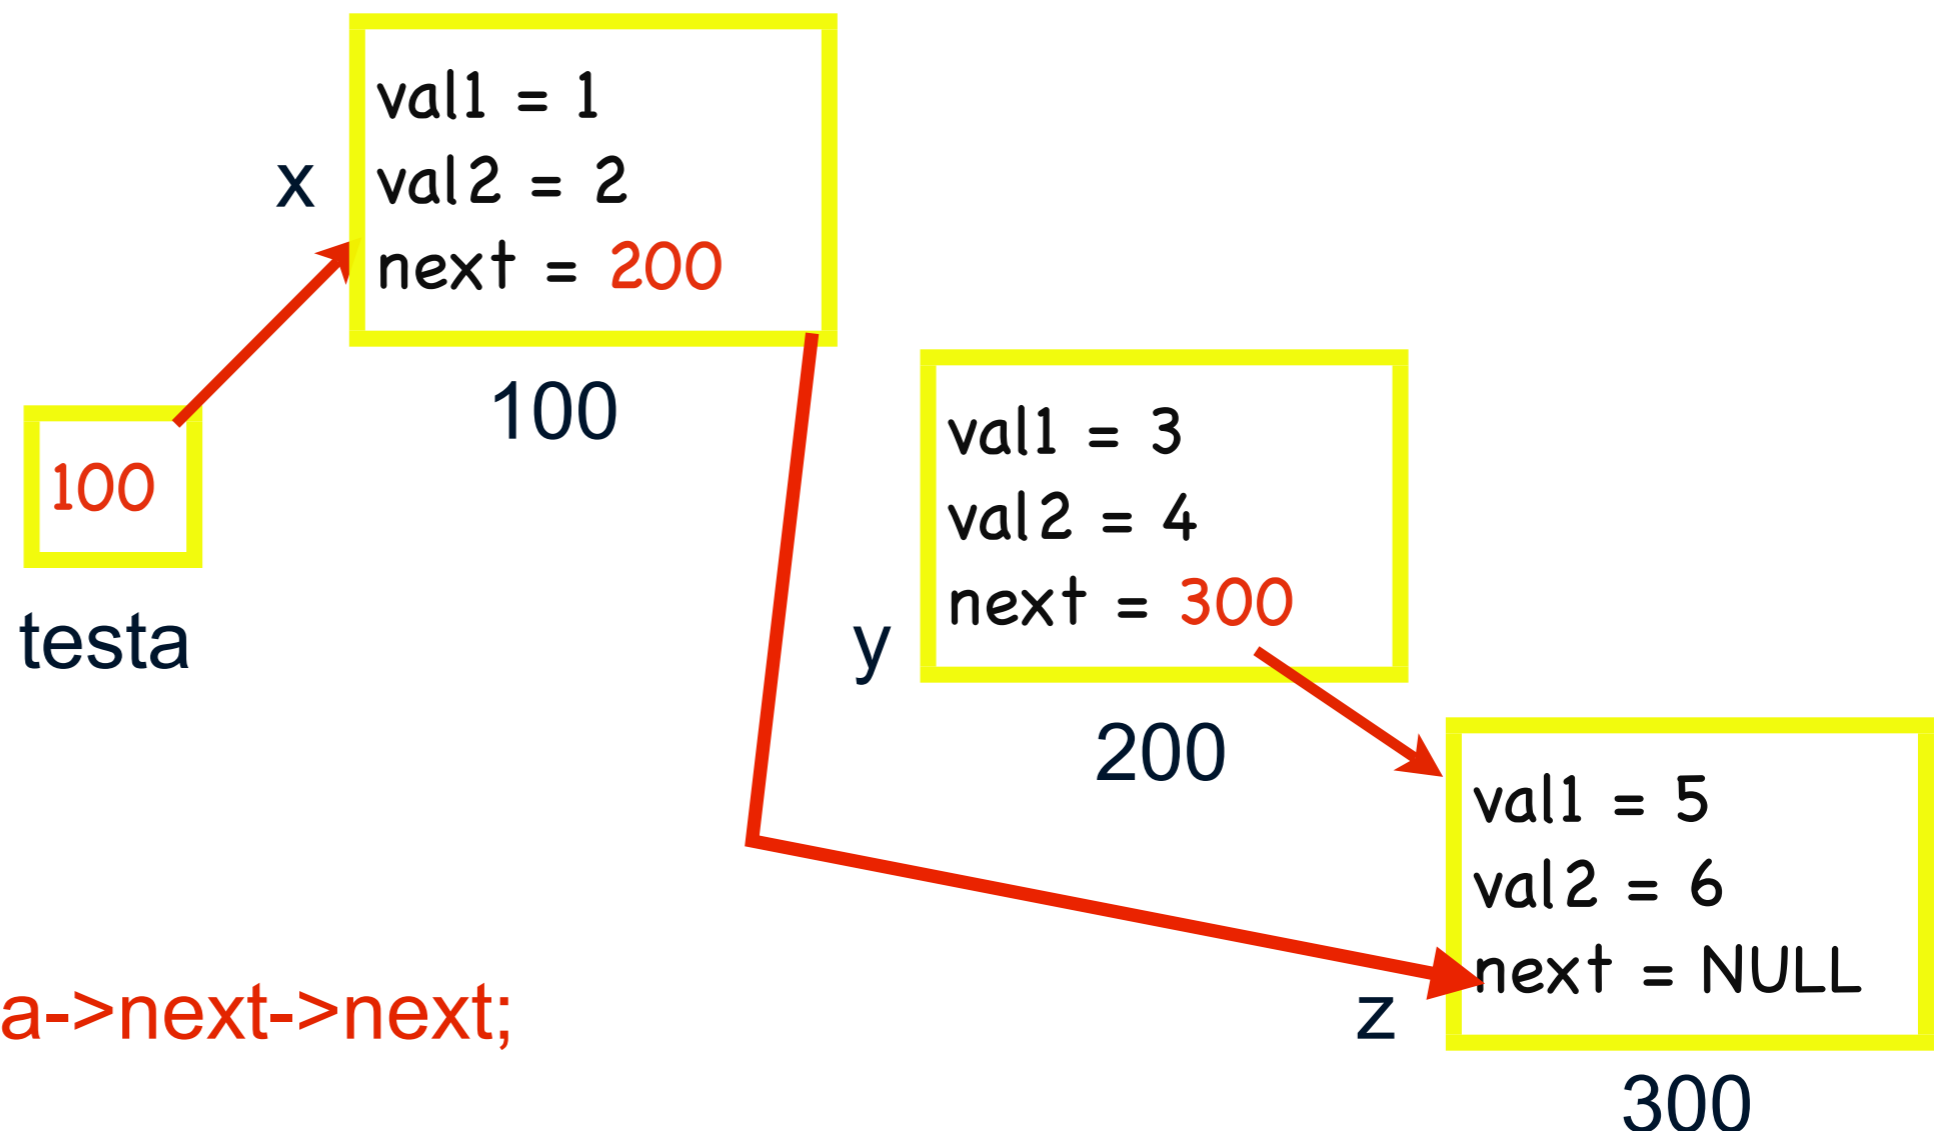 val1 = 1
val2 = 2
next = 200
x
100
100
testa
val1 = 3
val2 = 4
next = 300
y
200
val1 = 5
val2 = 6
next = NULL
z
300
a->next->next;